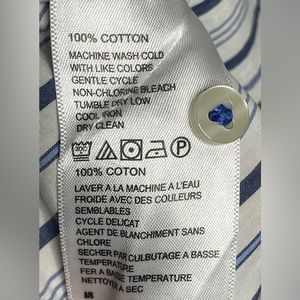 100% COTTON
MACHINE WASH COLD
WITH LIKE COLORS
GENTLE CYCLE
NON-CHLORINE BLEACH
TUMBLE DRY LOW
COOL IRON
DRY CLEAN
P
100% COTON
LAVER A LA MACHINE A L'EAU
FROIDE AVEC DES COULEURS
SEMBLABLES
CYCLE DELICAT
AGENT DE BLANCHIMENT SANS
CHLORE
SECHER PAR CULBUTAGE A BASSE
TEMPERATURE
FER A BASE TEMPERATURE
NETTOYER A SEC